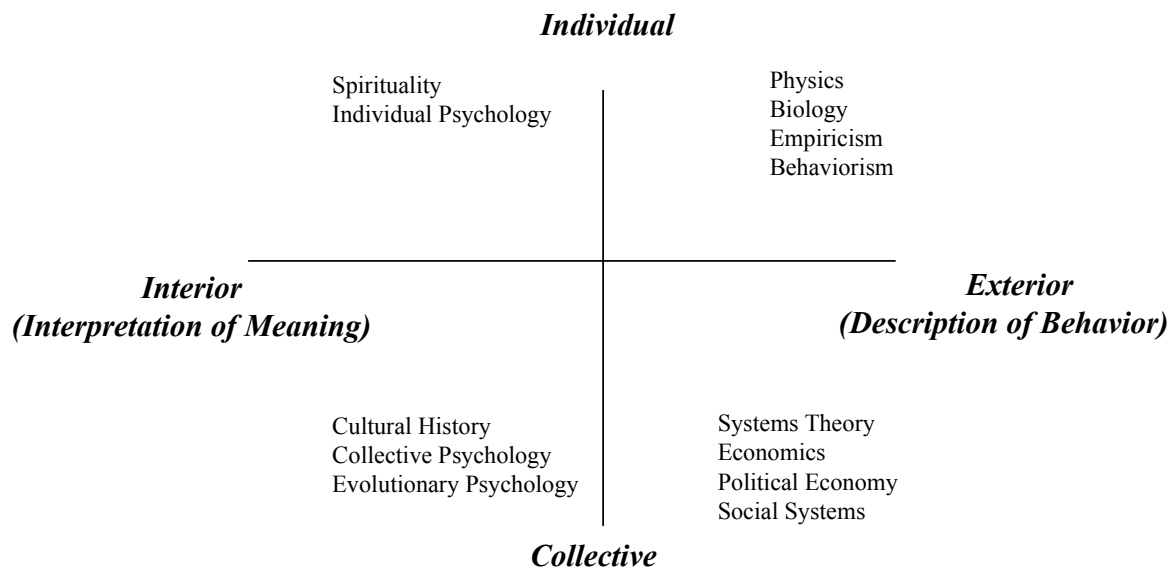 Individual
Spirituality
Individual Psychology
Physics
Biology
Empiricism
Behaviorism
Interior
(Interpretation of Meaning)
Exterior
(Description of Behavior)
Cultural History
Collective Psychology
Evolutionary Psychology
Systems Theory
Economics
Political Economy
Social Systems
Collective